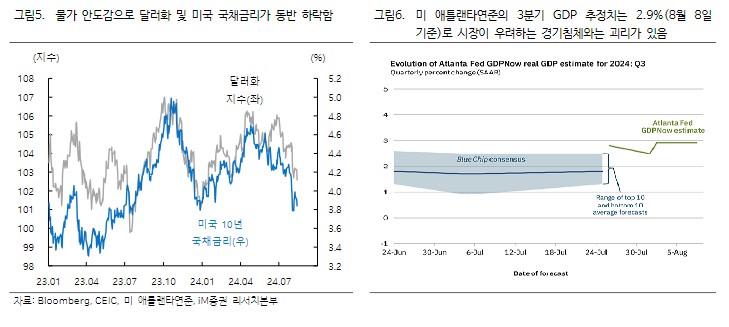 그림5. 물가 안도감으로 달러화 및 미국 국채금리가 동반 하락함
(지수)
(%)
108
107
106
105
104
103
102
101
100
99
98
5.2
5.0
4.8
4.6
4.4
4.2
4.0
3.8
3.6
3.4
3.2
달러화
지수(좌)
미국 10년
국채금리(우)
23.01
23.04
23.07
23.10
24.01
24.04
24.07
그림6. 미 애틀랜타연준의 3분기 GDP 추정치는 2.9%(8월 8일
기준)로 시장이 우려하는 경기침체와는 괴리가 있음
Evolution of Atlanta Fed GDPNow real GDP estimate for 2024: Q3
Quarterly percent change (SAAR)
5
4
3
2
1
0
-1
Atlanta Fed
GDPNow estimate
Blue Chip consensus
Range of top 10
and bottom 10
average forecasts
24-Jun
30-Jun
6-Jul
12-Jul
18-Jul
24-Jul
30-Jul
5-Aug
Date of forecast
자료: Bloomberg, CEIC, 미 애틀랜타연준, iM증권 리서치본부